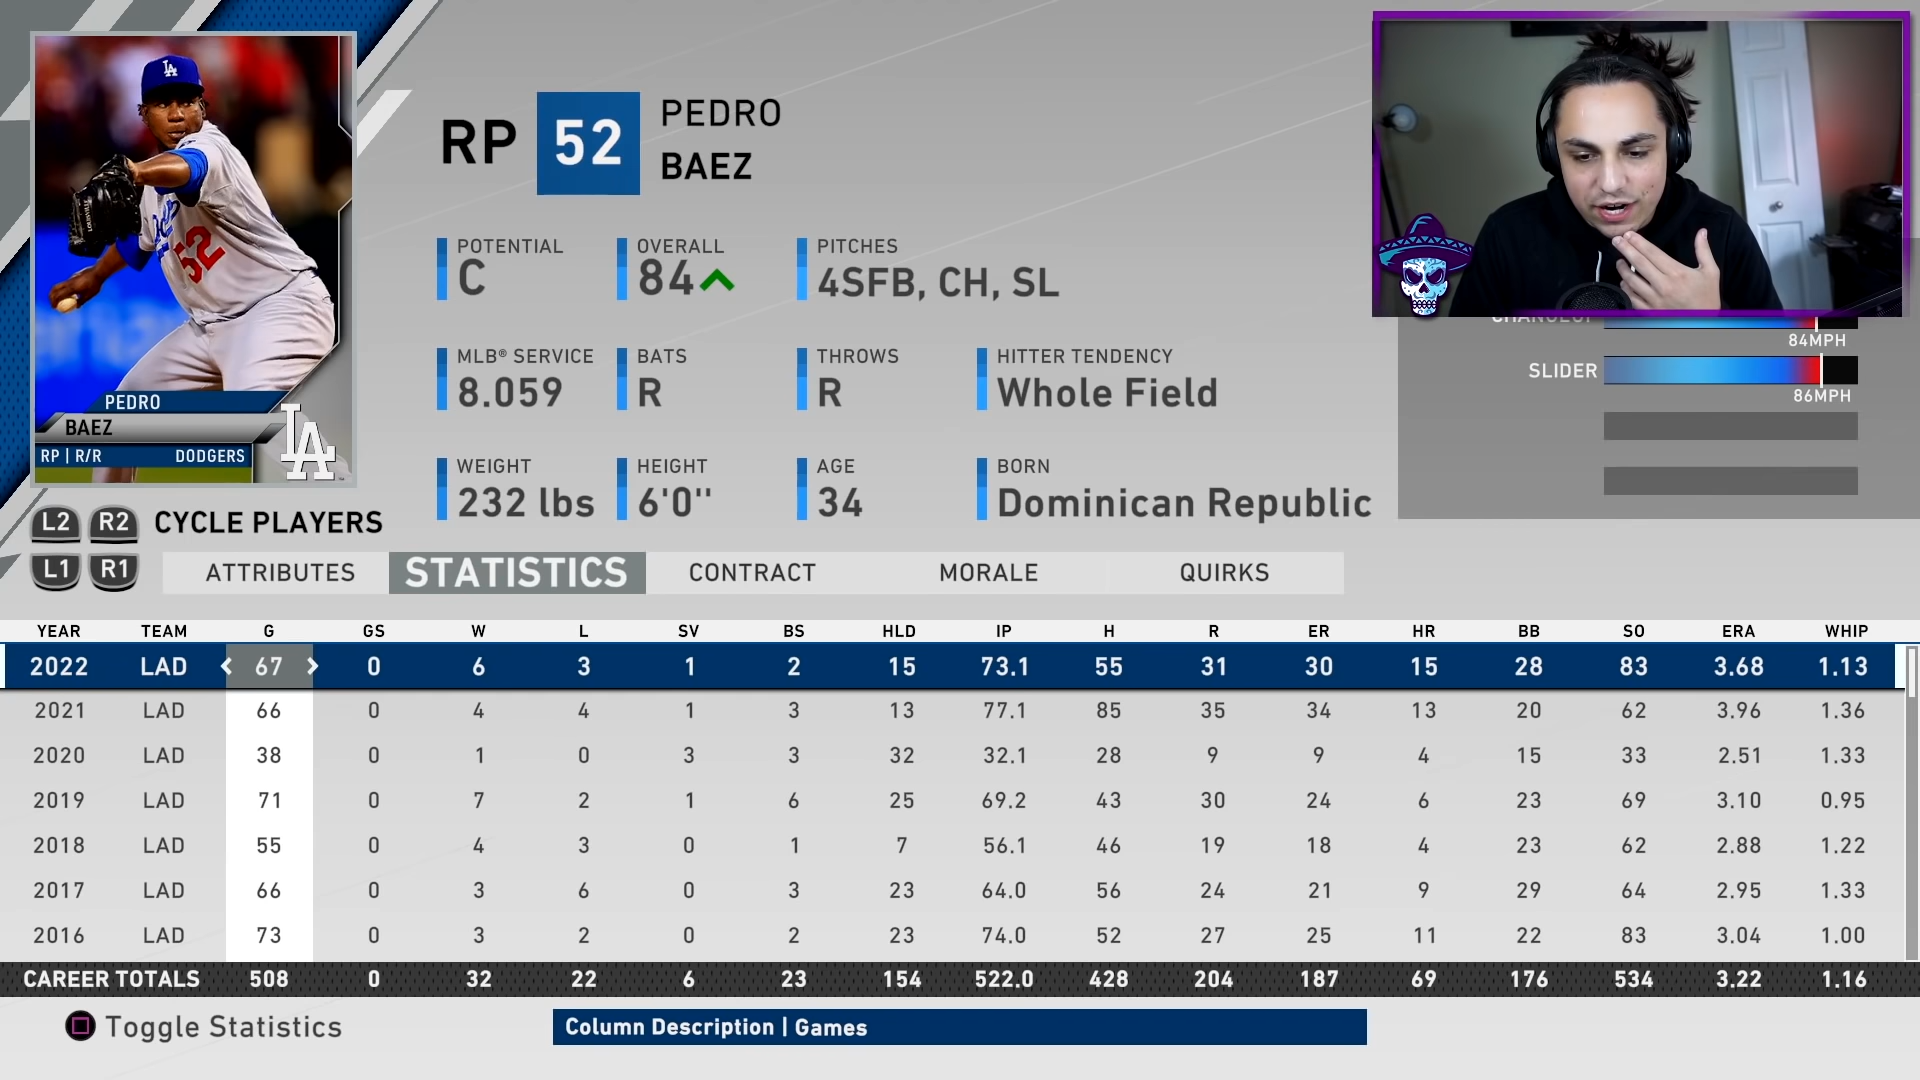 LA
52
PEDRO
BAEZ
RP | R/R DODGERS
LA
RP 52 PEDRO
BAEZ
POTENTIAL
C
OVERALL
84
PITCHES
4SFB, CH, SL
MLB® SERVICE
8.059
BATS
R
THROWS
R
HITTER TENDENCY
Whole Field
WEIGHT
232 lbs
HEIGHT
6'0''
AGE
34
BORN
Dominican Republic
84MPH
SLIDER
86MPH
L2 R2 CYCLE PLAYERS
L1 R1 ATTRIBUTES STATISTICS CONTRACT MORALE QUIRKS
YEAR TEAM G GS W L SV BS HLD IP H R ER HR BB SO ERA WHIP
2022 LAD 67 0 6 3 1 2 15 73.1 55 31 30 15 28 83 3.68 1.13
2021 LAD 66 0 4 4 1 3 13 77.1 85 35 34 13 20 62 3.96 1.36
2020 LAD 38 0 1 0 3 3 32 32.1 28 9 9 4 15 33 2.51 1.33
2019 LAD 71 0 7 2 1 6 25 69.2 43 30 24 6 23 69 3.10 0.95
2018 LAD 55 0 4 3 0 1 7 56.1 46 19 18 4 23 62 2.88 1.22
2017 LAD 66 0 3 6 0 3 23 64.0 56 24 21 9 29 64 2.95 1.33
2016 LAD 73 0 3 2 0 2 23 74.0 52 27 25 11 22 83 3.04 1.00
CAREER TOTALS 508 0 32 22 6 23 154 522.0 428 204 187 69 176 534 3.22 1.16
Toggle Statistics
Column Description | Games